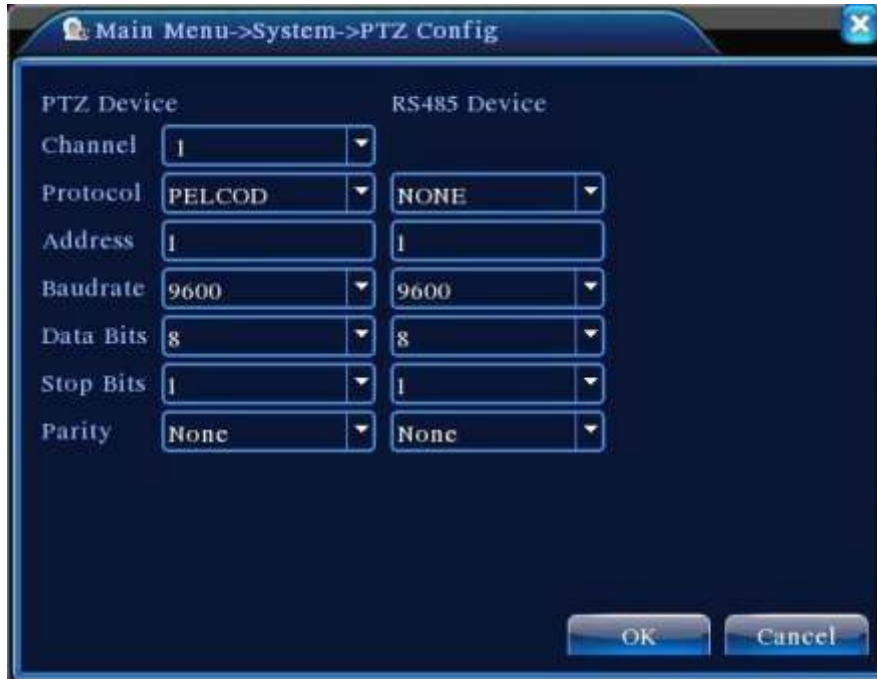 Main Menu->System->PTZ Config
PTZ Device RS485 Device
Channel 1
Protocol PELCOD NONE
Address 1 1
Baudrate 9600 9600
Data Bits 8 8
Stop Bits 1 1
Parity None None
OK Cancel